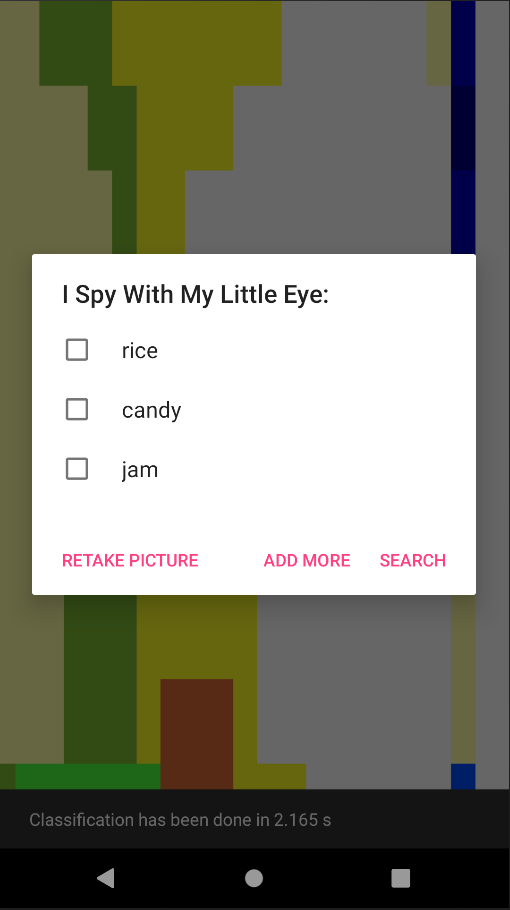 I Spy With My Little Eye:
rice
candy
jam
RETAKE PICTURE ADD MORE SEARCH
Classification has been done in 2.165 s